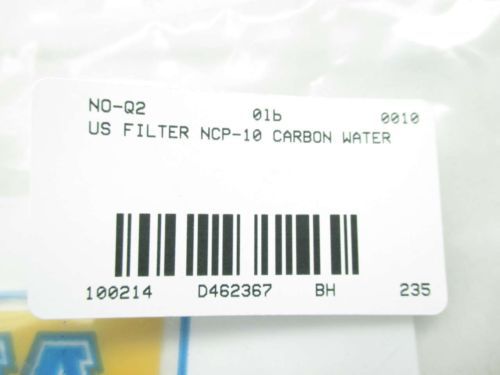 NO-Q2 01b 0010
US FILTER NCP-10 CARBON WATER
100214 D462367 BH 235